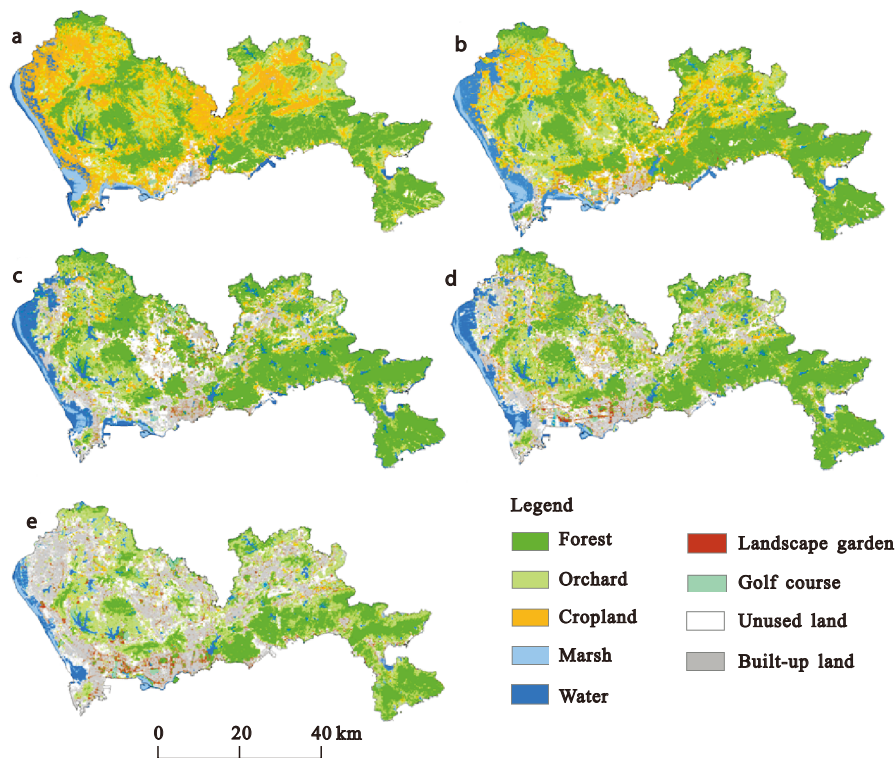 a
b
c
d
e
Legend
Forest
Orchard
Cropland
Marsh
Water
Landscape garden
Golf course
Unused land
Built-up land
0 20 40 km